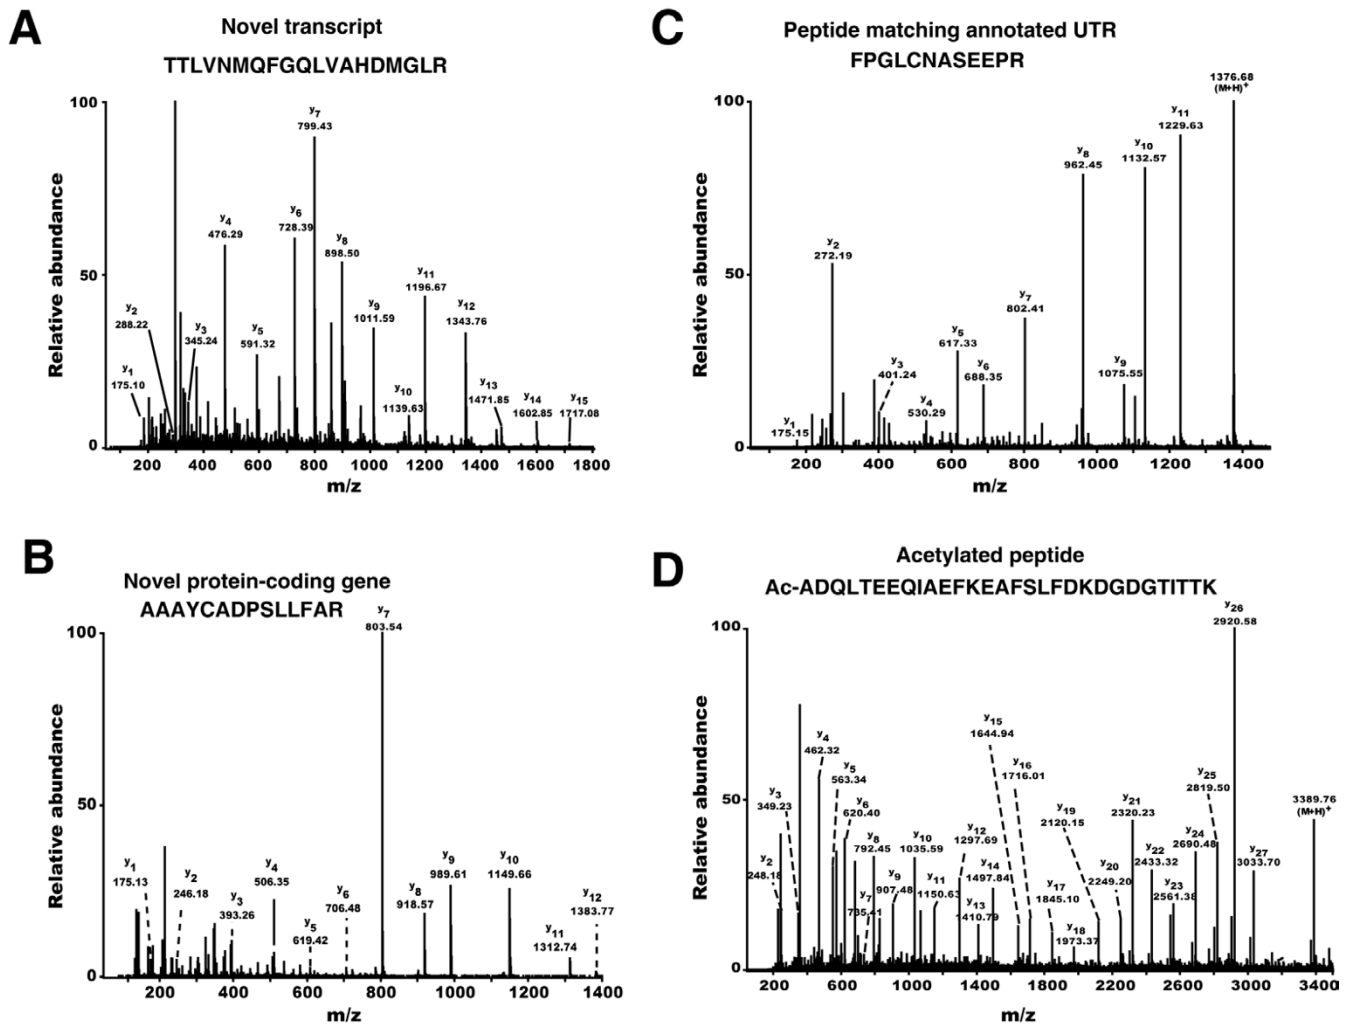 A
Novel transcript
TTLVNMQFGQLVAHDMGLR
Relative abundance
100
50
0
y1
175.10
y2
288.22
y3
345.24
y4
476.29
y5
591.32
y6
728.39
y7
799.43
y8
898.50
y9
1011.59
y10
1139.63
y11
1196.67
y12
1343.76
y13
1471.85
y14
1602.85
y15
1717.08
200 400 600 800 1000 1200 1400 1600 1800
m/z
C
Peptide matching annotated UTR
FPGLCNASEEPR
Relative abundance
100
50
0
y1
175.15
y2
272.19
y3
401.24
y4
530.29
y5
617.33
y6
688.35
y7
802.41
y8
962.45
y9
1075.55
y10
1132.57
y11
1229.63
1376.68
(M+H)+
200 400 600 800 1000 1200 1400
m/z
B
Novel protein-coding gene
AAAYCADPSLLFAR
Relative abundance
100
50
0
y1
175.13
y2
246.18
y3
393.26
y4
506.35
y5
619.42
y6
706.48
y7
803.54
y8
918.57
y9
989.61
y10
1149.66
y11
1312.74
y12
1383.77
200 400 600 800 1000 1200 1400
m/z
D
Acetylated peptide
Ac-ADQLTEEQIAEFKEAFSLFDKDGDGTITTK
Relative abundance
100
50
0
y2
248.18
y3
349.23
y4
462.32
y5
563.34
y6
620.40
y7
735.41
y8
792.45
y9
907.48
y10
1035.59
y11
1150.63
y12
1297.69
y13
1410.79
y14
1497.84
y15
1644.94
y16
1716.01
y17
1845.10
y18
1973.37
y19
2120.15
y20
2249.20
y21
2320.23
y22
2433.32
y23
2561.38
y24
2690.48
y25
2819.50
y26
2920.58
y27
3033.70
3389.76
(M+H)+
200 600 1000 1400 1800 2200 2600 3000 3400
m/z